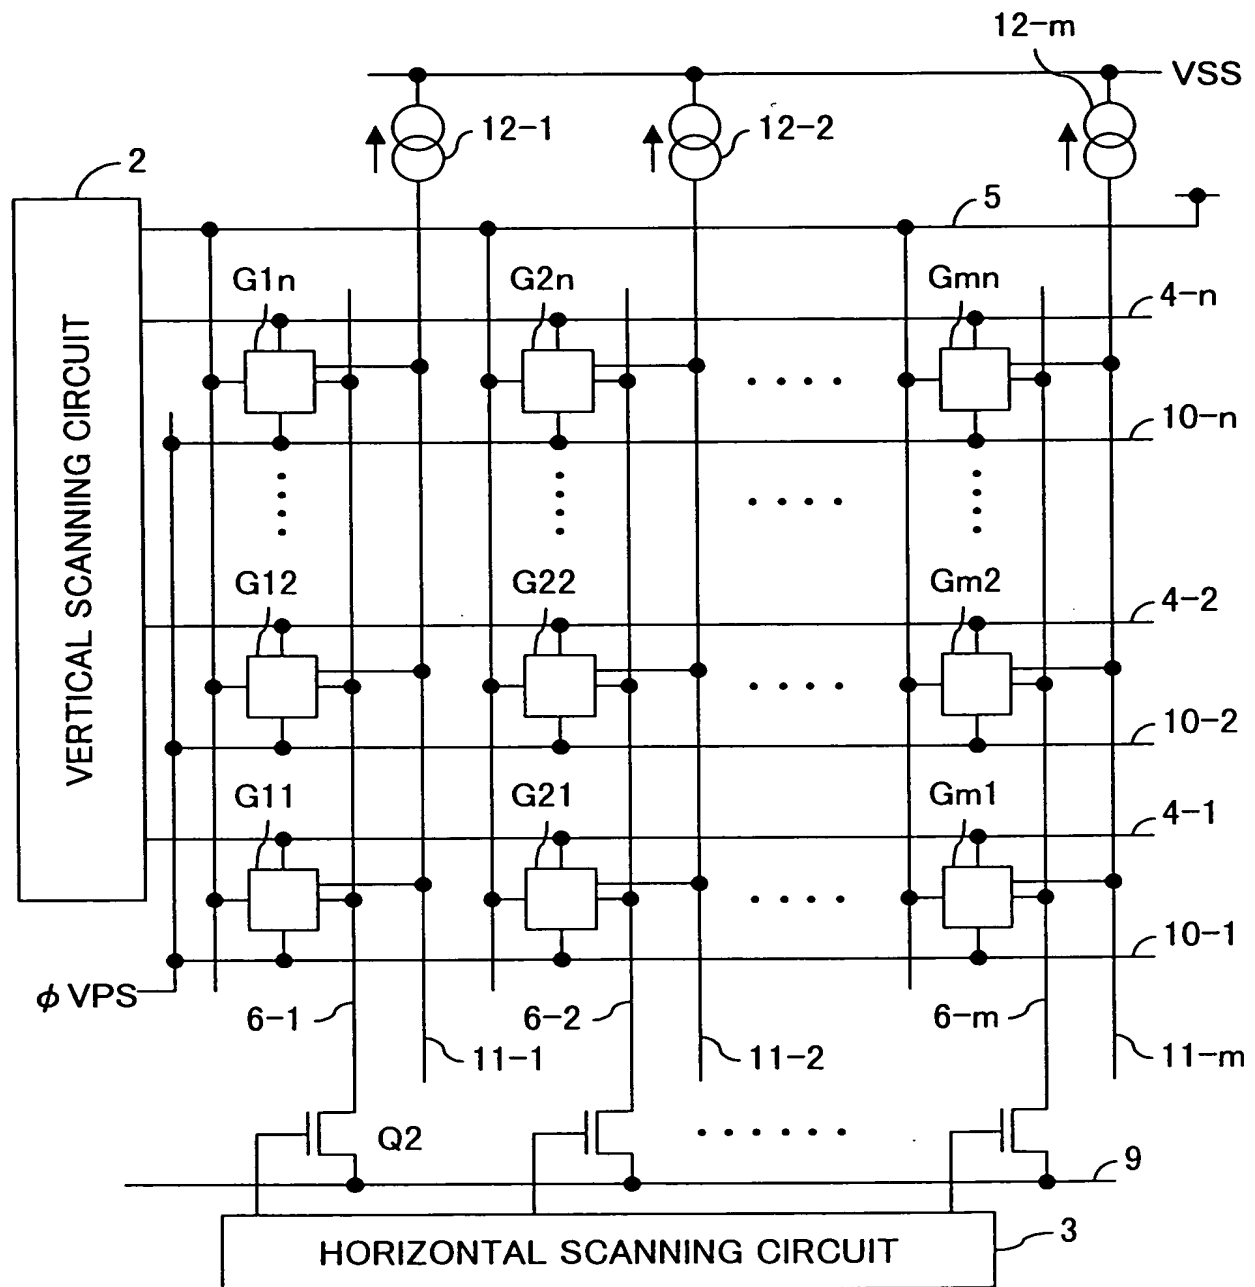 12-m
VSS
12-1
12-2
2
5
G1n
G2n
Gmn
4-n
10-n
VERTICAL SCANNING CIRCUIT
G12
G22
Gm2
4-2
10-2
G11
G21
Gm1
4-1
10-1
φ VPS
6-1
6-2
6-m
11-1
11-2
11-m
Q2
9
3
HORIZONTAL SCANNING CIRCUIT